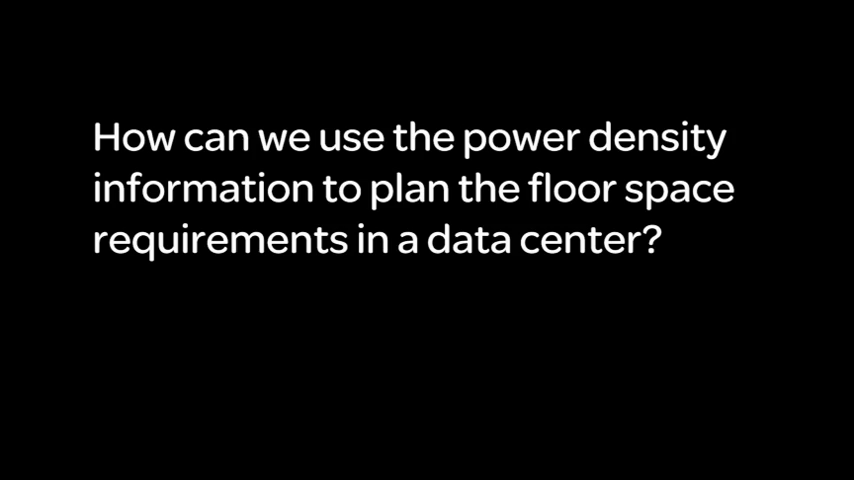 How can we use the power density
information to plan the floor space
requirements in a data center?